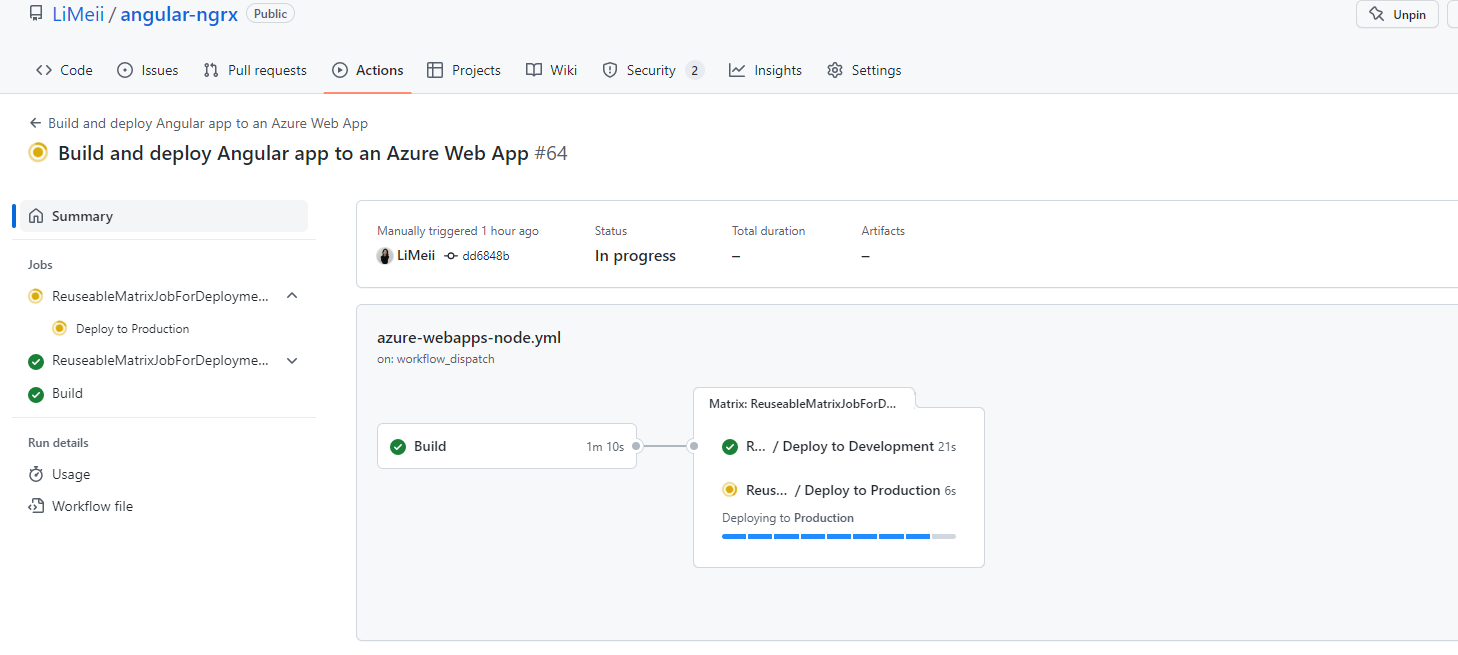 LiMeii / angular-ngrx Public
Unpin
Code Issues Pull requests Actions Projects Wiki Security 2 Insights Settings
Build and deploy Angular app to an Azure Web App
Build and deploy Angular app to an Azure Web App #64
Summary
Jobs
ReuseableMatrixJobForDeployme...
Deploy to Production
ReuseableMatrixJobForDeployme...
Build
Run details
Usage
Workflow file
Manually triggered 1 hour ago
LiMeii dd6848b
Status
In progress
Total duration
–
Artifacts
–
azure-webapps-node.yml
on: workflow_dispatch
Build 1m 10s
Matrix: ReuseableMatrixJobForD...
R... / Deploy to Development 21s
Reus... / Deploy to Production 6s
Deploying to Production